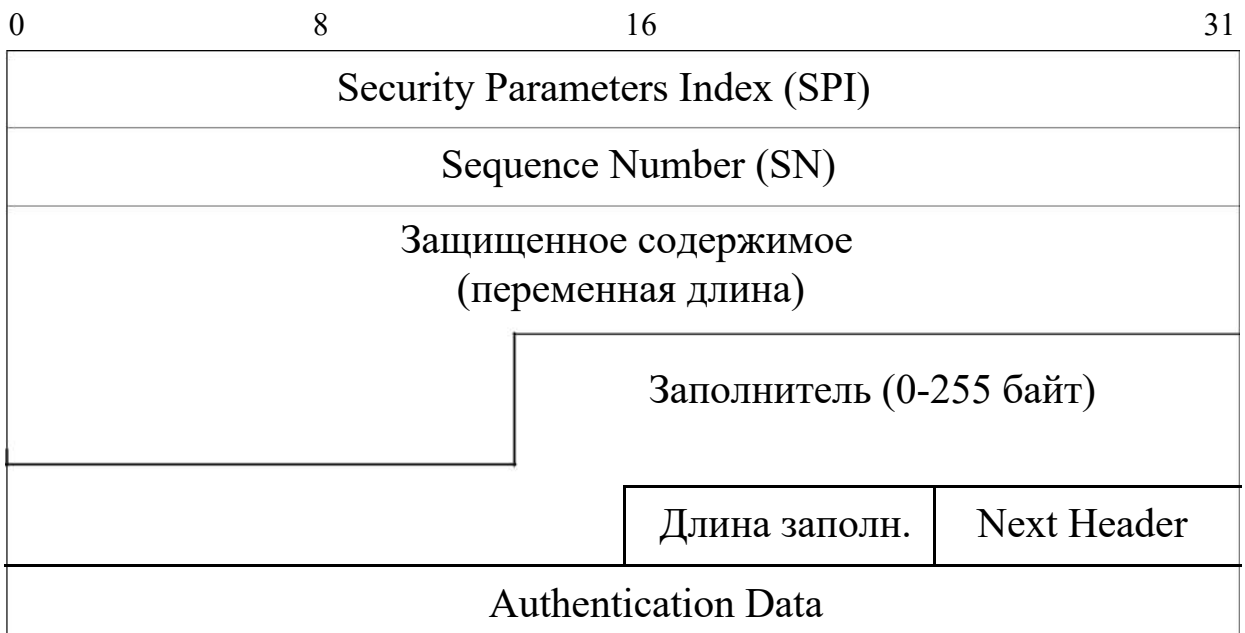 0 8 16 31
Security Parameters Index (SPI)
Sequence Number (SN)
Защищенное содержимое
(переменная длина)
Заполнитель (0-255 байт)
Длина заполн. Next Header
Authentication Data